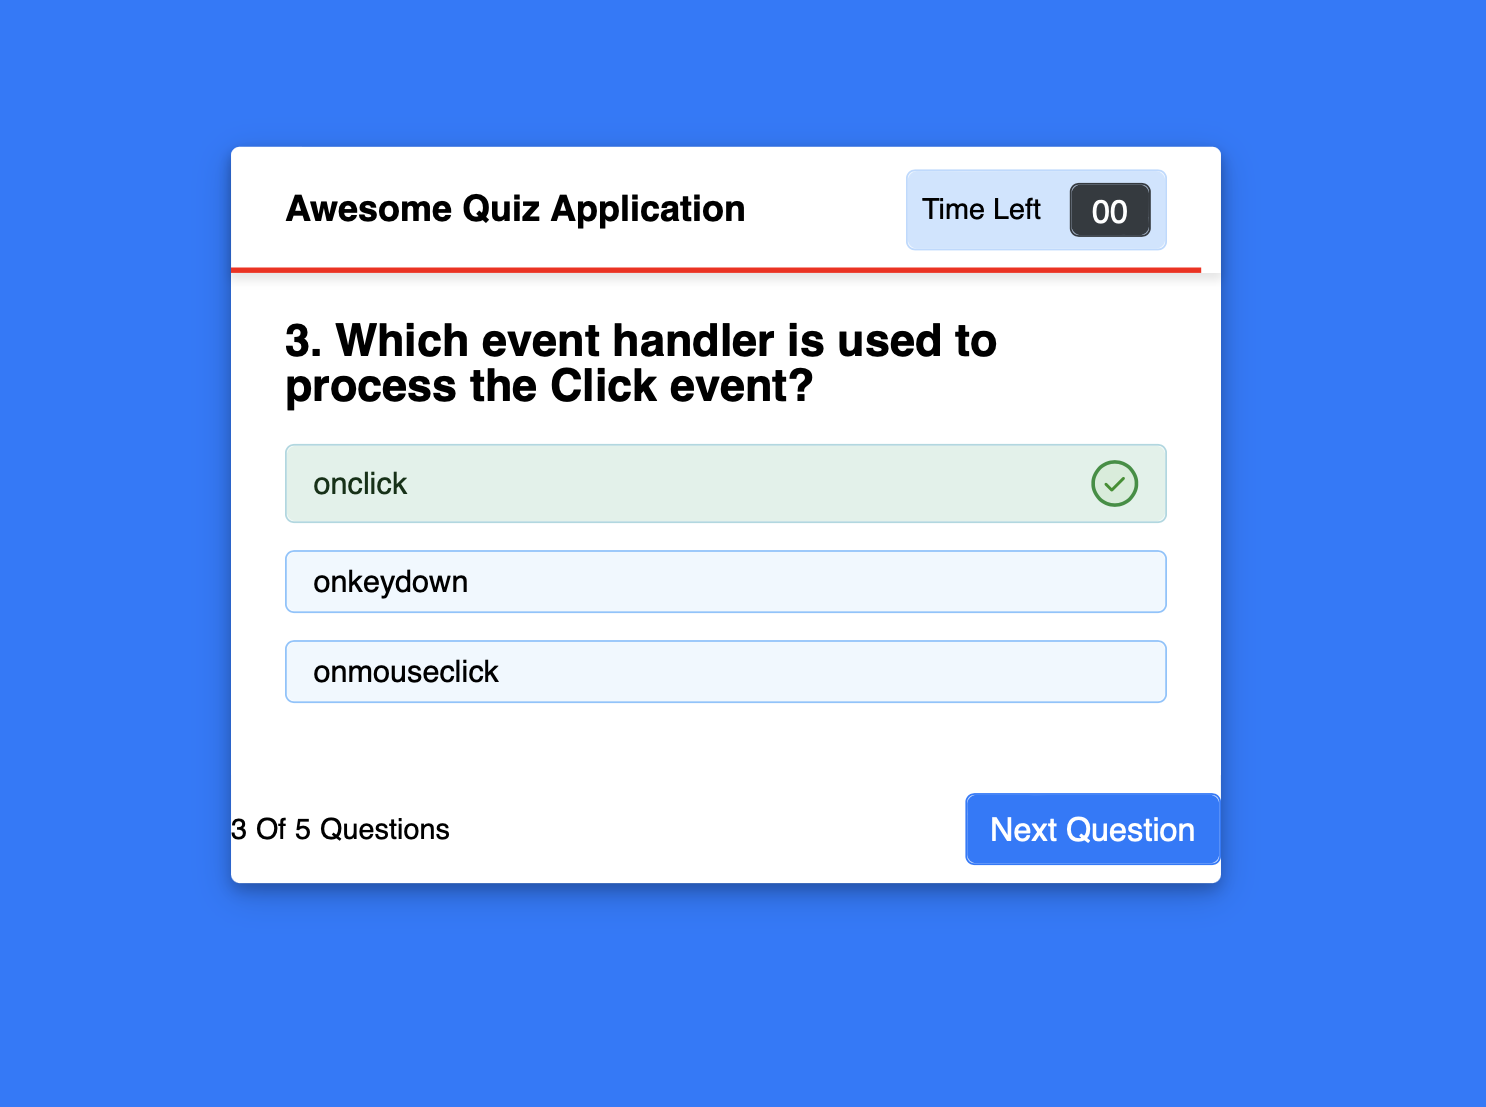 Awesome Quiz Application
Time Left 00
3. Which event handler is used to
process the Click event?
onclick
onkeydown
onmouseclick
3 Of 5 Questions
Next Question